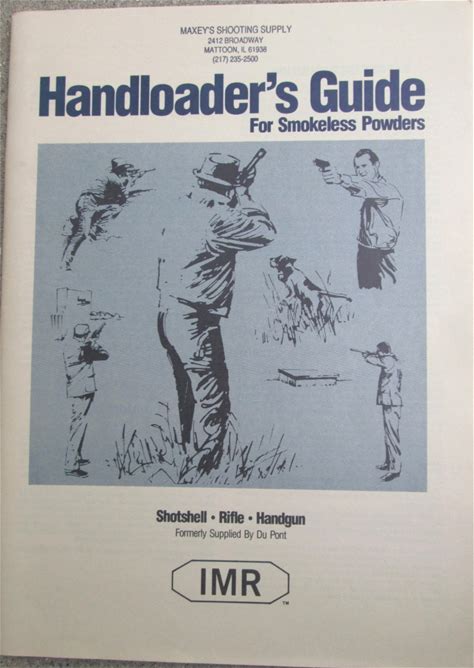 MAXEY'S SHOOTING SUPPLY
2412 BROADWAY
MATTOON, IL 61938
(217) 235-2500
Handloader's Guide
For Smokeless Powders
Shotshell • Rifle • Handgun
Formerly Supplied By Du Pont
IMR
TM